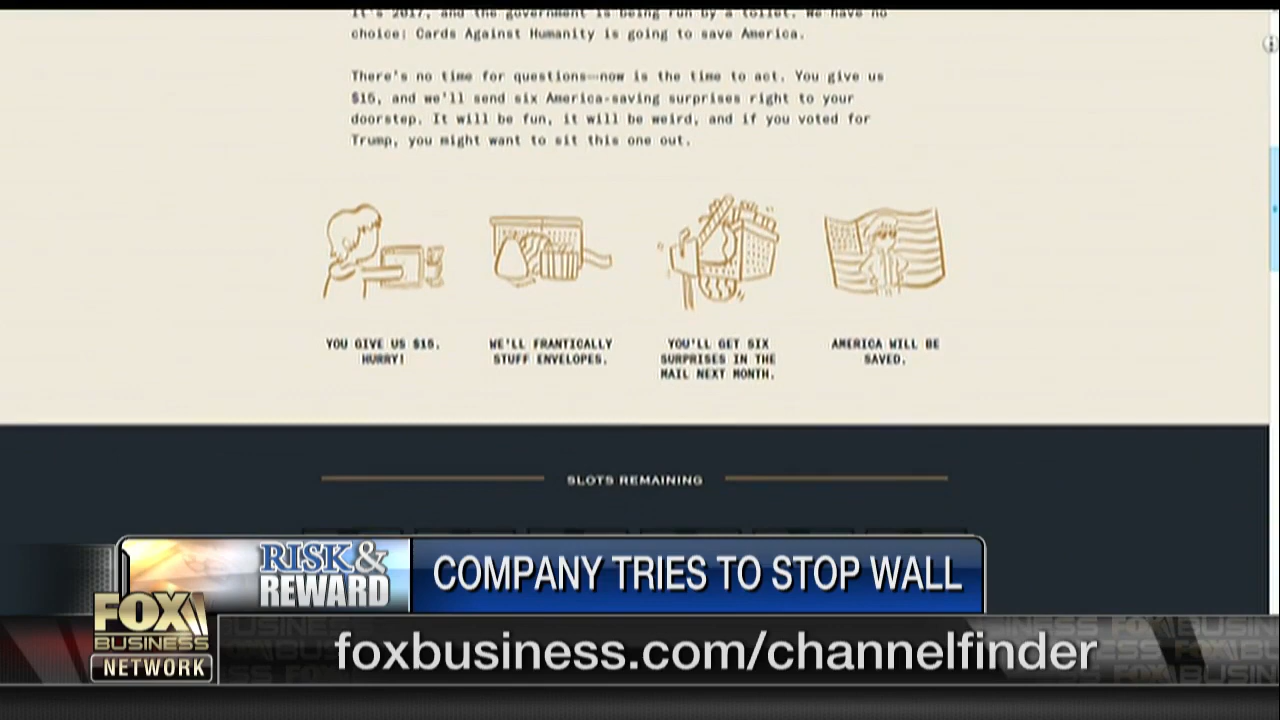 It's 2017, and the government is being run by a toilet. We have no
choice: Cards Against Humanity is going to save America.
There's no time for questions—now is the time to act. You give us
$15, and we'll send six America-saving surprises right to your
doorstep. It will be fun, it will be weird, and if you voted for
Trump, you might want to sit this one out.
YOU GIVE US $15.
HURRY!
WE'LL FRANTICALLY
STUFF ENVELOPES.
YOU'LL GET SIX
SURPRISES IN THE
MAIL NEXT MONTH.
AMERICA WILL BE
SAVED.
SLOTS REMAINING
RISK &
REWARD
COMPANY TRIES TO STOP WALL
FOX
BUSINESS
NETWORK
foxbusiness.com/channelfinder